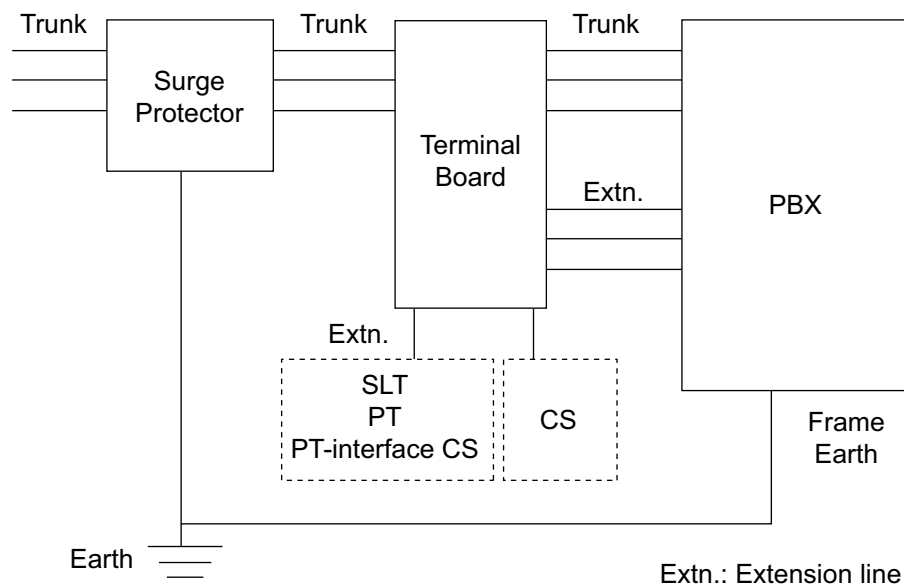 Trunk
Trunk
Trunk
Surge
Protector
Terminal
Board
Extn.
PBX
Extn.
SLT
PT
PT-interface CS
CS
Frame
Earth
Earth
Extn.: Extension line